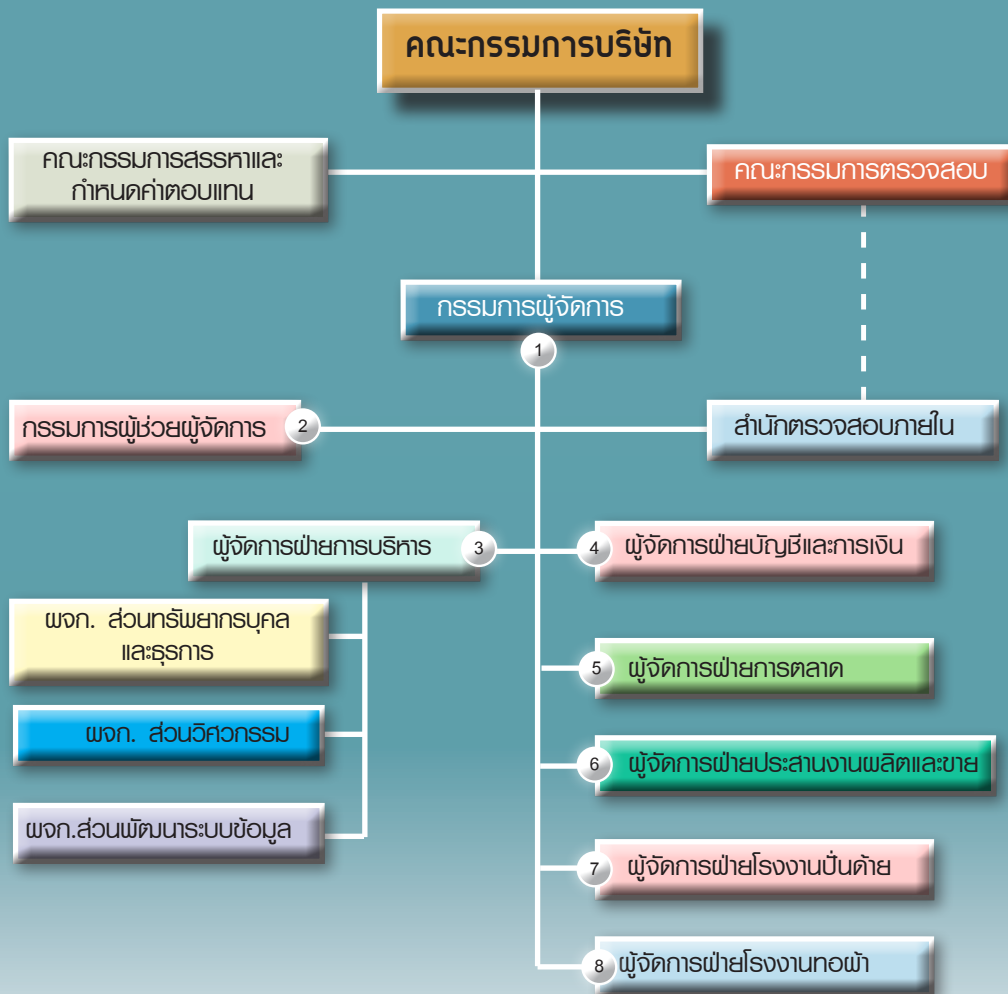 คณะกรรมการบริษัท
คณะกรรมการสรรหาและ
กำหนดค่าตอบแทน
คณะกรรมการตรวจสอบ
กรรมการผู้จัดการ
1
กรรมการผู้ช่วยผู้จัดการ 2
สำนักตรวจสอบภายใน
ผู้จัดการฝ่ายการบริหาร 3
4 ผู้จัดการฝ่ายบัญชีและการเงิน
ผจก. ส่วนทรัพยากรบุคล
และธุรการ
ผจก. ส่วนวิศวกรรม
ผจก.ส่วนพัฒนาระบบข้อมูล
5 ผู้จัดการฝ่ายการตลาด
6 ผู้จัดการฝ่ายประสานงานผลิตและขาย
7 ผู้จัดการฝ่ายโรงงานปั่นด้าย
8 ผู้จัดการฝ่ายโรงงานทอผ้า